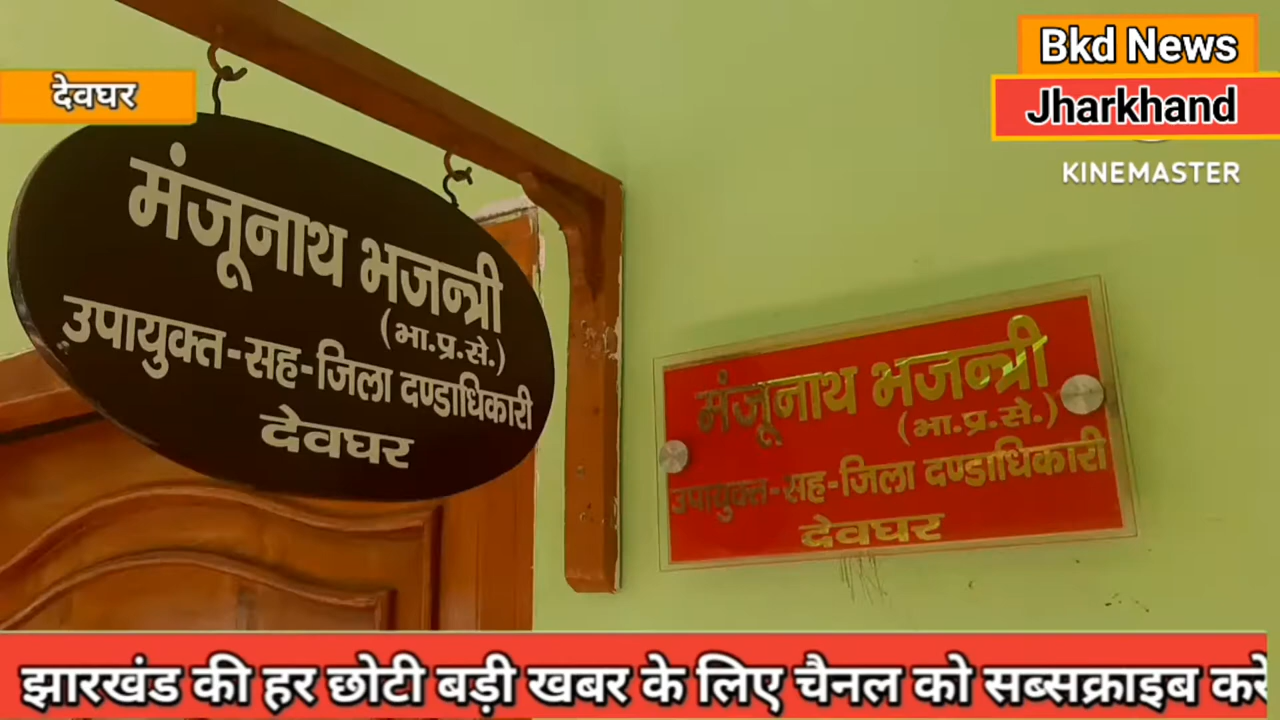 Bkd News
देवघर
Jharkhand
KINEMASTER
मंजूनाथ भजन्त्री
(भा.प्र.से.)
उपायुक्त-सह-जिला दण्डाधिकारी
देवघर
मंजूनाथ भजन्त्री
(भा.प्र.से.)
उपायुक्त-सह-जिला दण्डाधिकारी
देवघर
झारखंड की हर छोटी बड़ी खबर के लिए चैनल को सब्सक्राइब करे